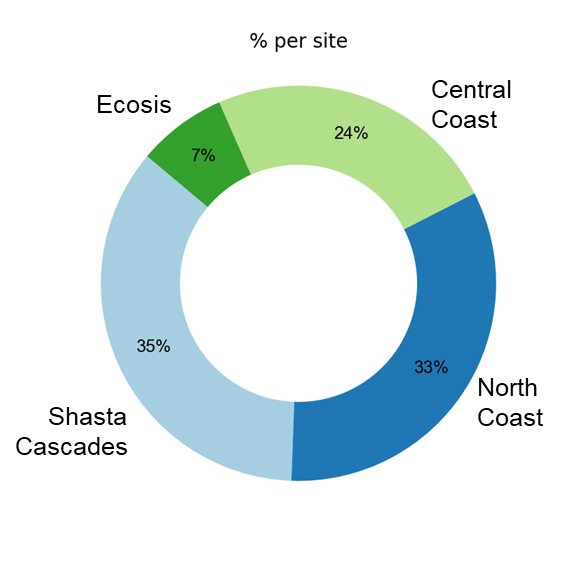 % per site
Ecosis
Central
Coast
24%
7%
35%
33%
North
Coast
Shasta
Cascades